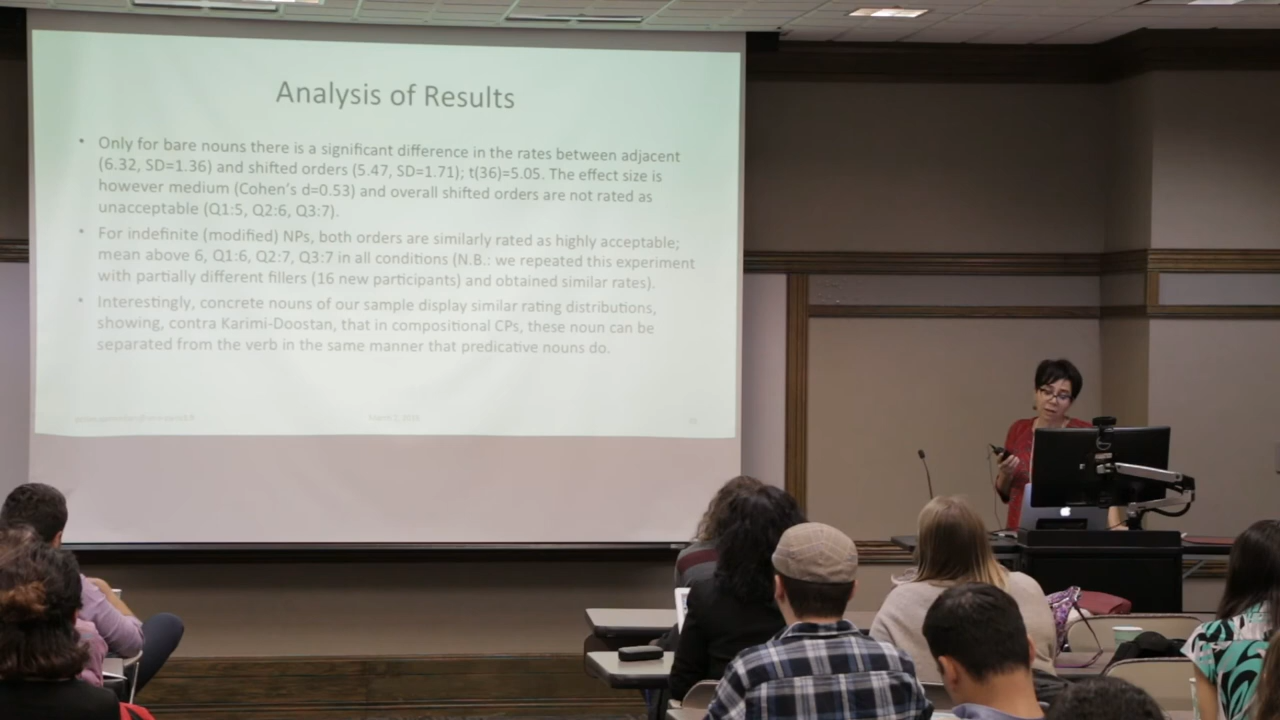 Analysis of Results
• Only for bare nouns there is a significant difference in the rates between adjacent
(6.32, SD=1.36) and shifted orders (5.47, SD=1.71); t(36)=5.05. The effect size is
however medium (Cohen's d=0.53) and overall shifted orders are not rated as
unacceptable (Q1:5, Q2:6, Q3:7).
• For indefinite (modified) NPs, both orders are similarly rated as highly acceptable;
mean above 6, Q1:6, Q2:7, Q3:7 in all conditions (N.B.: we repeated this experiment
with partially different fillers (16 new participants) and obtained similar rates).
• Interestingly, concrete nouns of our sample display similar rating distributions,
showing, contra Karimi-Doostan, that in compositional CPs, these noun can be
separated from the verb in the same manner that predicative nouns do.